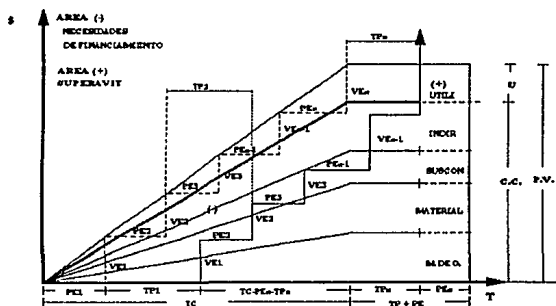 $
AREA (-)
NECESIDADES
DE FINANCIAMIENTO
AREA (+)
SUPERAVIT
TPn
TP3
VEn
(+)
UTILI
U
PEn
VEn-1
VEn-1
INDIR
PEn-1
PEn-1
VE3
C.C.
P.V.
SUBCON
PE3
(-)
PE3
VE3
PE2
VE2
VE2
MATERIAL
PE2
VE1
VE1
M DE O.
T
PE1
TP1
TC-PEn-TPn
TPn
PEn
TC
TP + PE